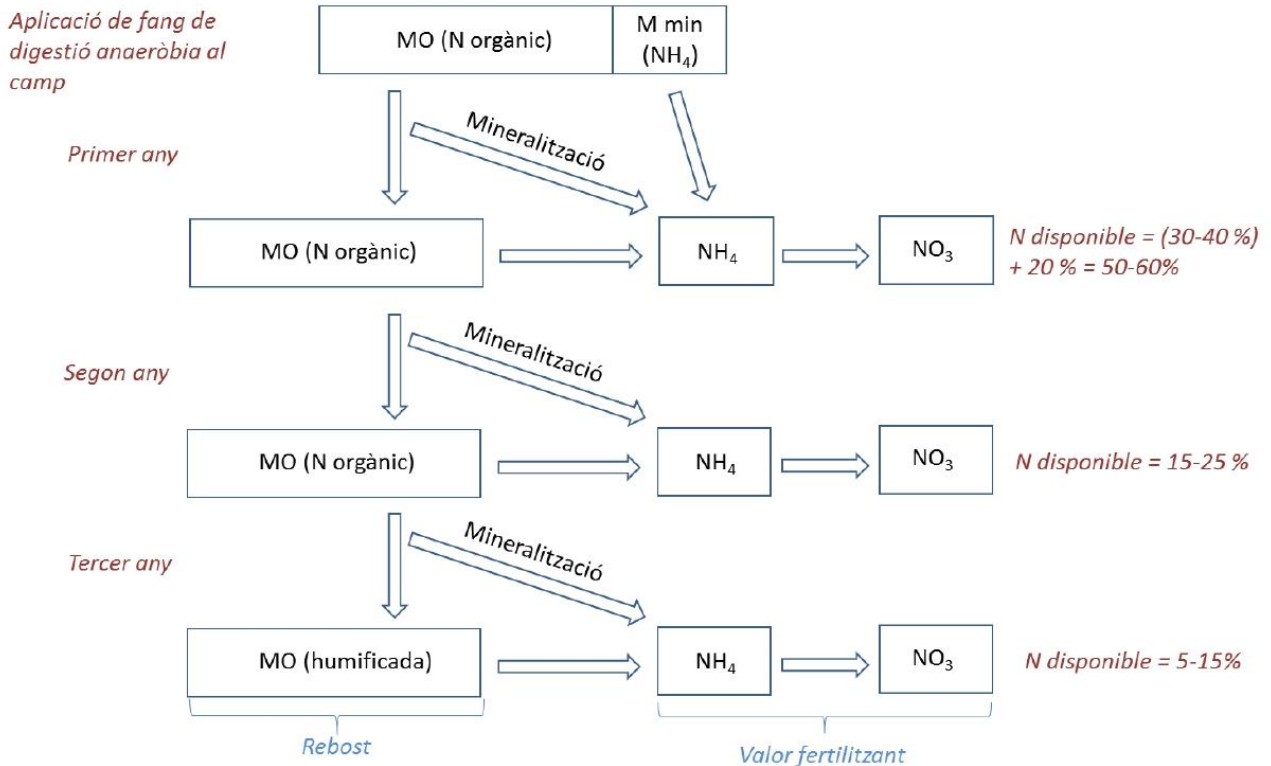 Aplicació de fang de
digestió anaeròbia al
camp
MO (N orgànic)
M min
(NH₄)
Mineralització
Primer any
MO (N orgànic)
NH₄
NO₃
N disponible = (30-40 %)
+ 20 % = 50-60%
Mineralització
Segon any
MO (N orgànic)
NH₄
NO₃
N disponible = 15-25 %
Mineralització
Tercer any
MO (humificada)
NH₄
NO₃
N disponible = 5-15%
Rebost
Valor fertilitzant